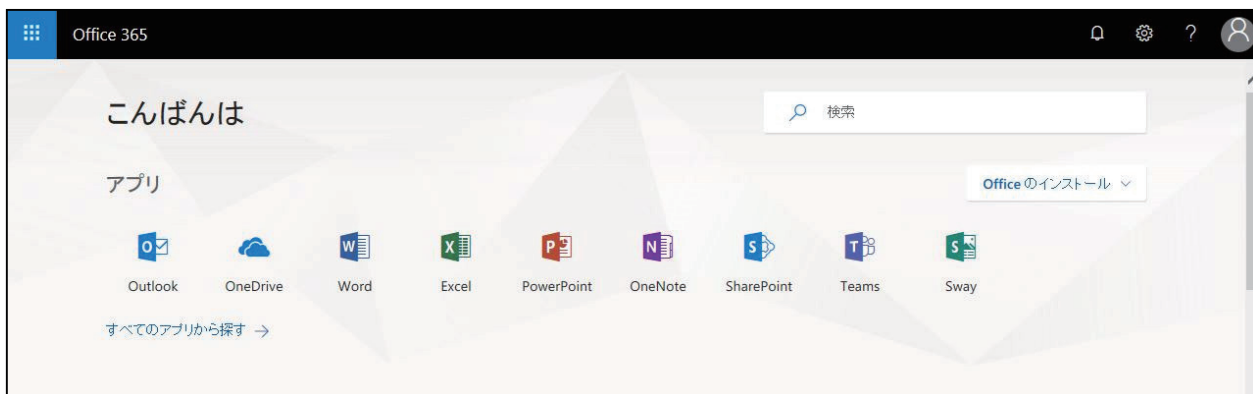 Office 365
?
こんばんは
検索
アプリ
Office のインストール
Outlook OneDrive Word Excel PowerPoint OneNote SharePoint Teams Sway
すべてのアプリから探す →